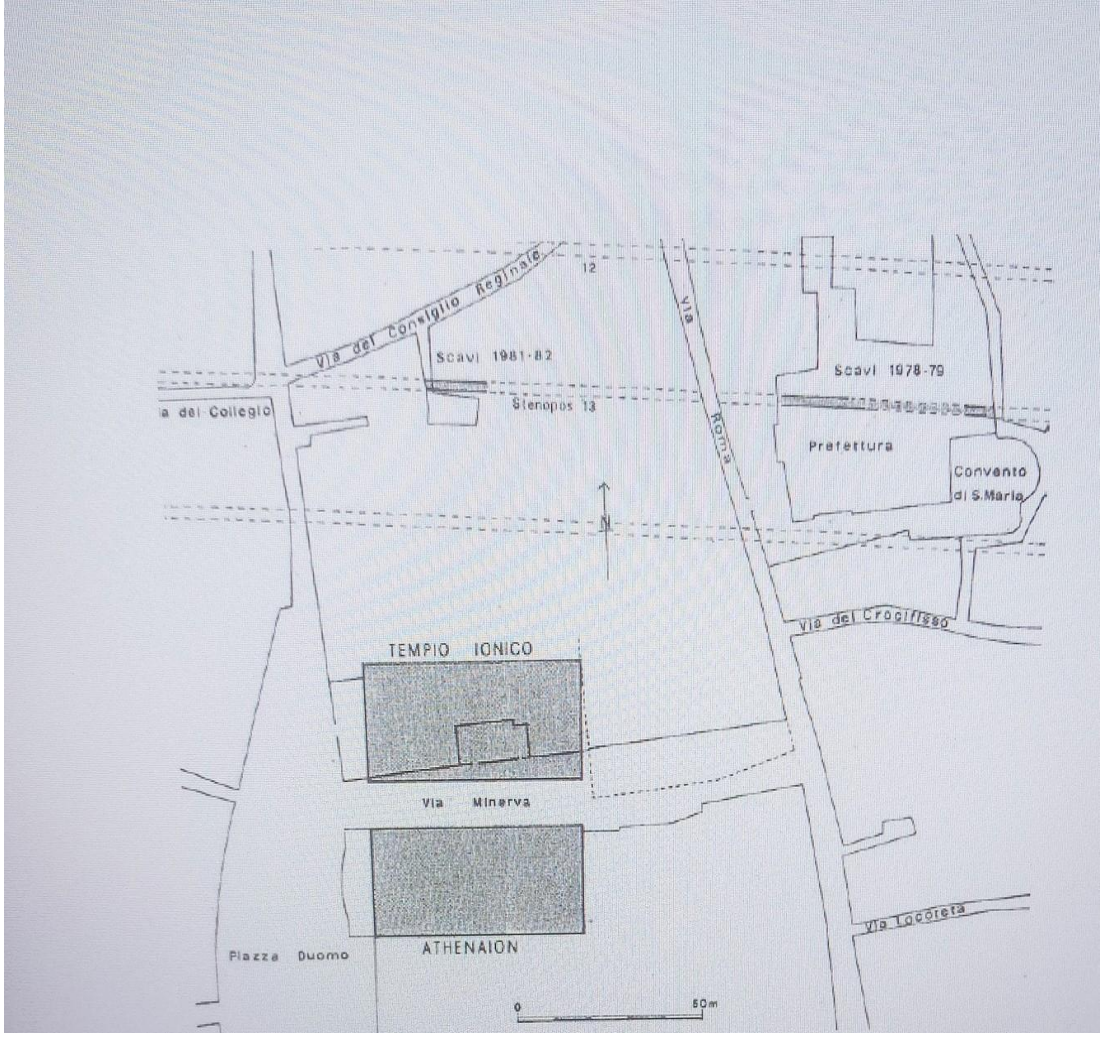 12
Via del Consiglio Reginale
Via
Scavi 1981-82
Scavi 1978-79
a del Collegio
Stenopos 13
Roma
Prefettura
Convento
di S.Maria
N
Via del Crocifisso
TEMPIO IONICO
Via Minerva
Via Logoreta
ATHENAION
Piazza Duomo
0 50m